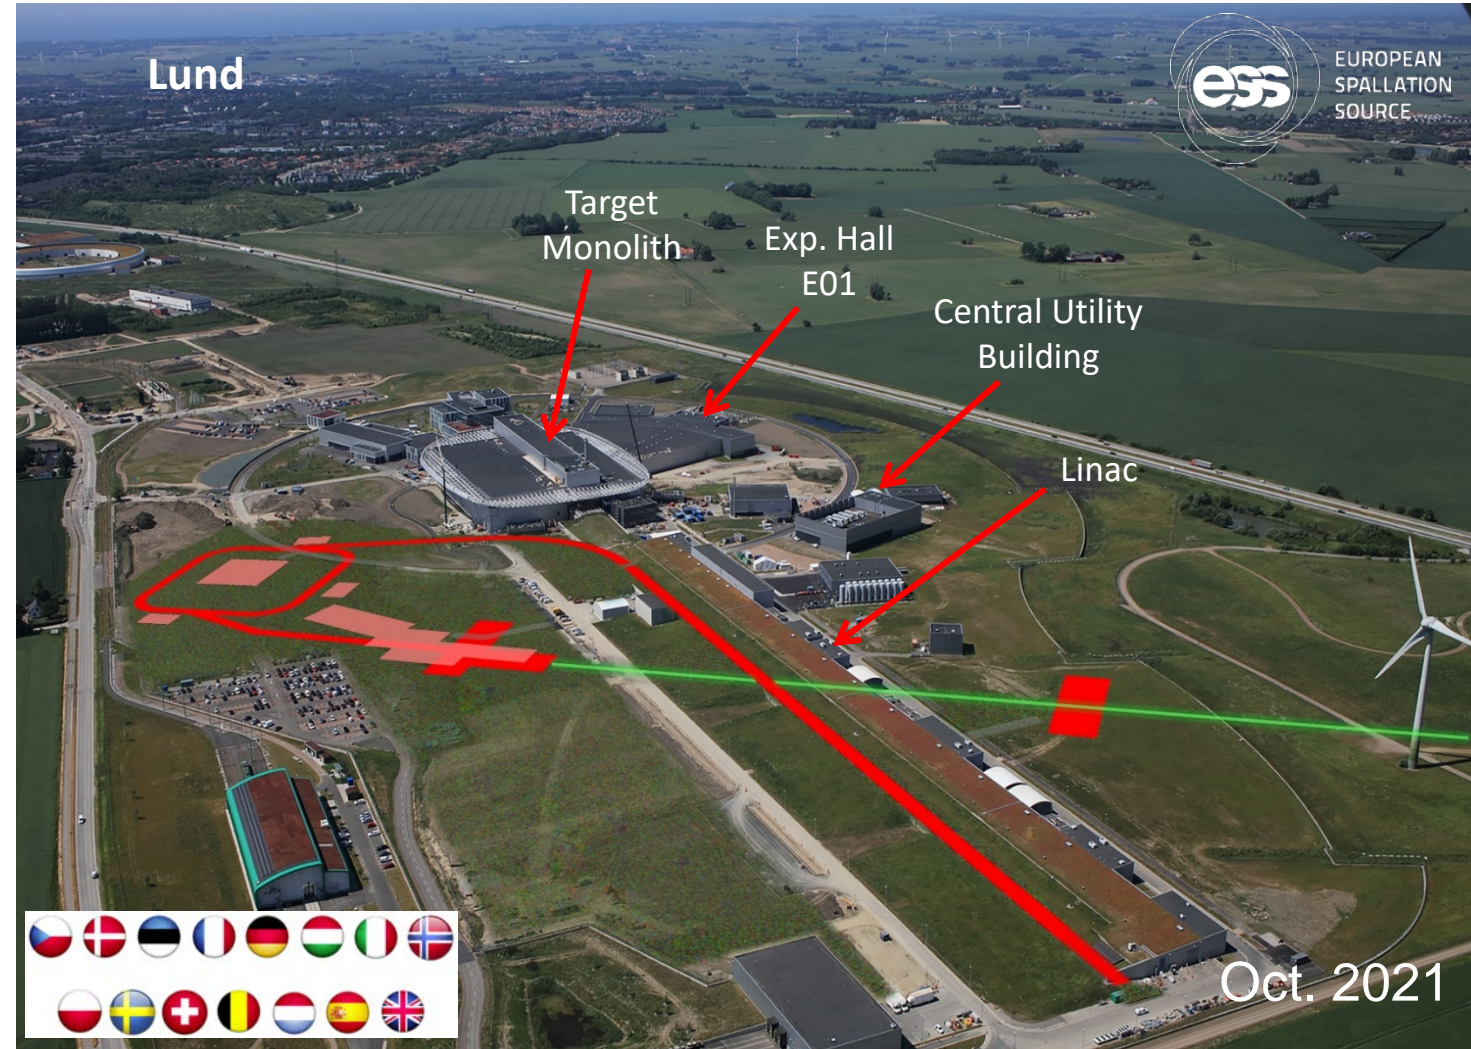 Lund
ess
EUROPEAN
SPALLATION
SOURCE
Target
Monolith
Exp. Hall
E01
Central Utility
Building
Linac
Oct. 2021